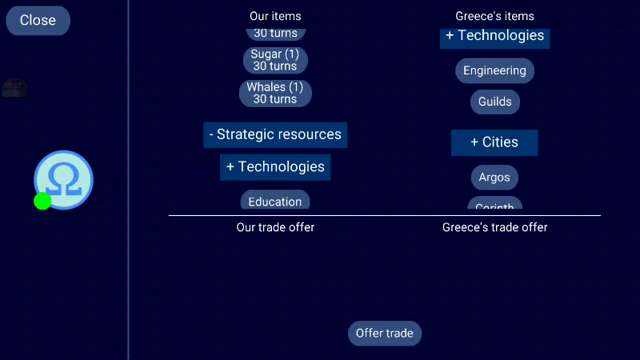 Close
Our items
Greece's items
30 turns
Sugar (1)
30 turns
Whales (1)
30 turns
- Strategic resources
+ Technologies
Education
+ Technologies
Engineering
Guilds
+ Cities
Argos
Corinth
Ω
Our trade offer
Greece's trade offer
Offer trade